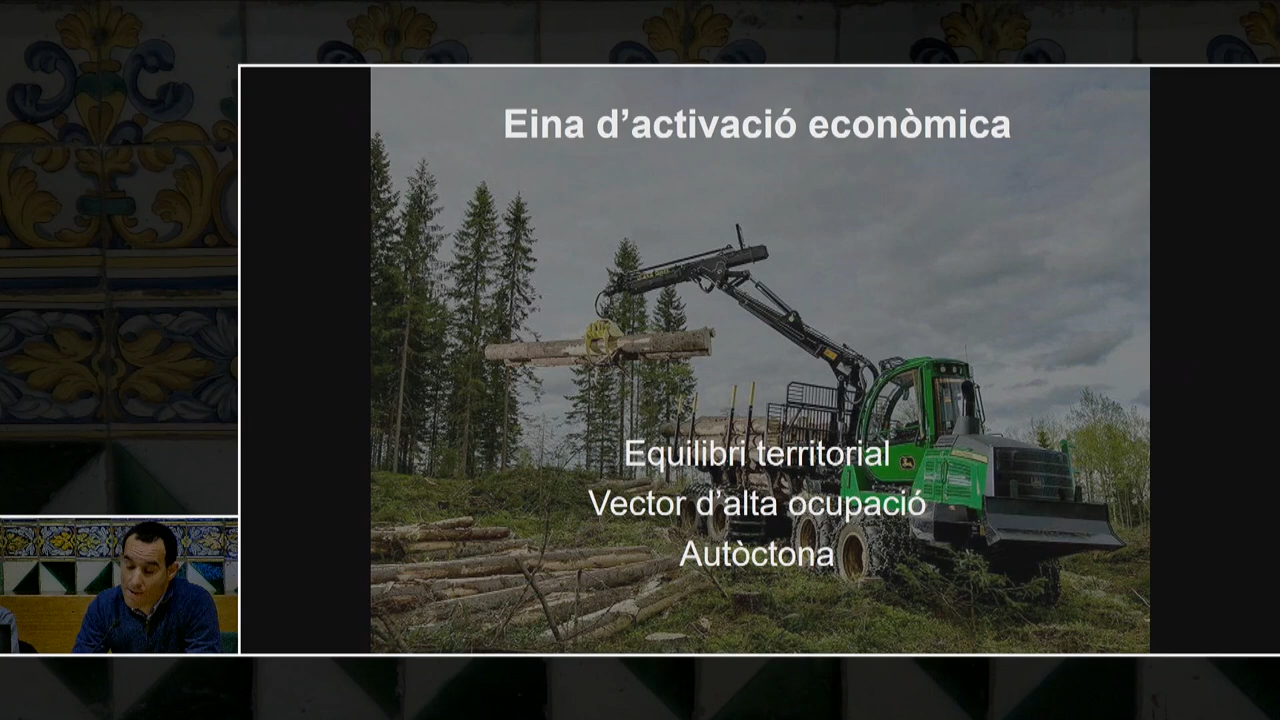 Eina d’activació econòmica
Equilibri territorial
Vector d’alta ocupació
Autòctona